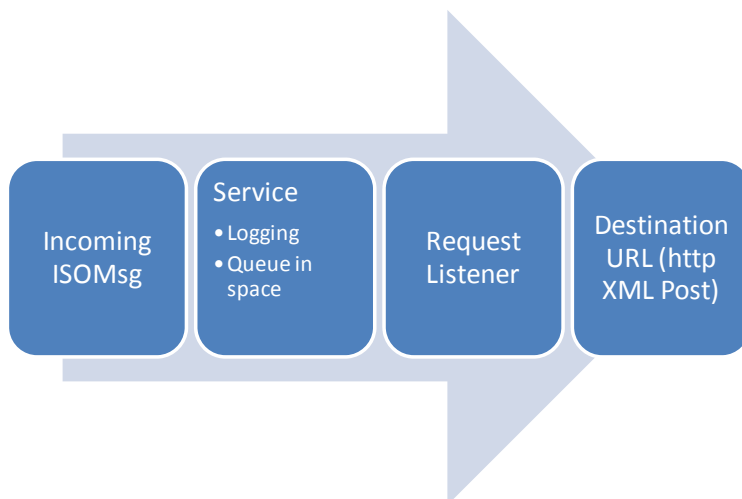 Incoming
ISOMsg
Service
• Logging
• Queue in
space
Request
Listener
Destination
URL (http
XML Post)